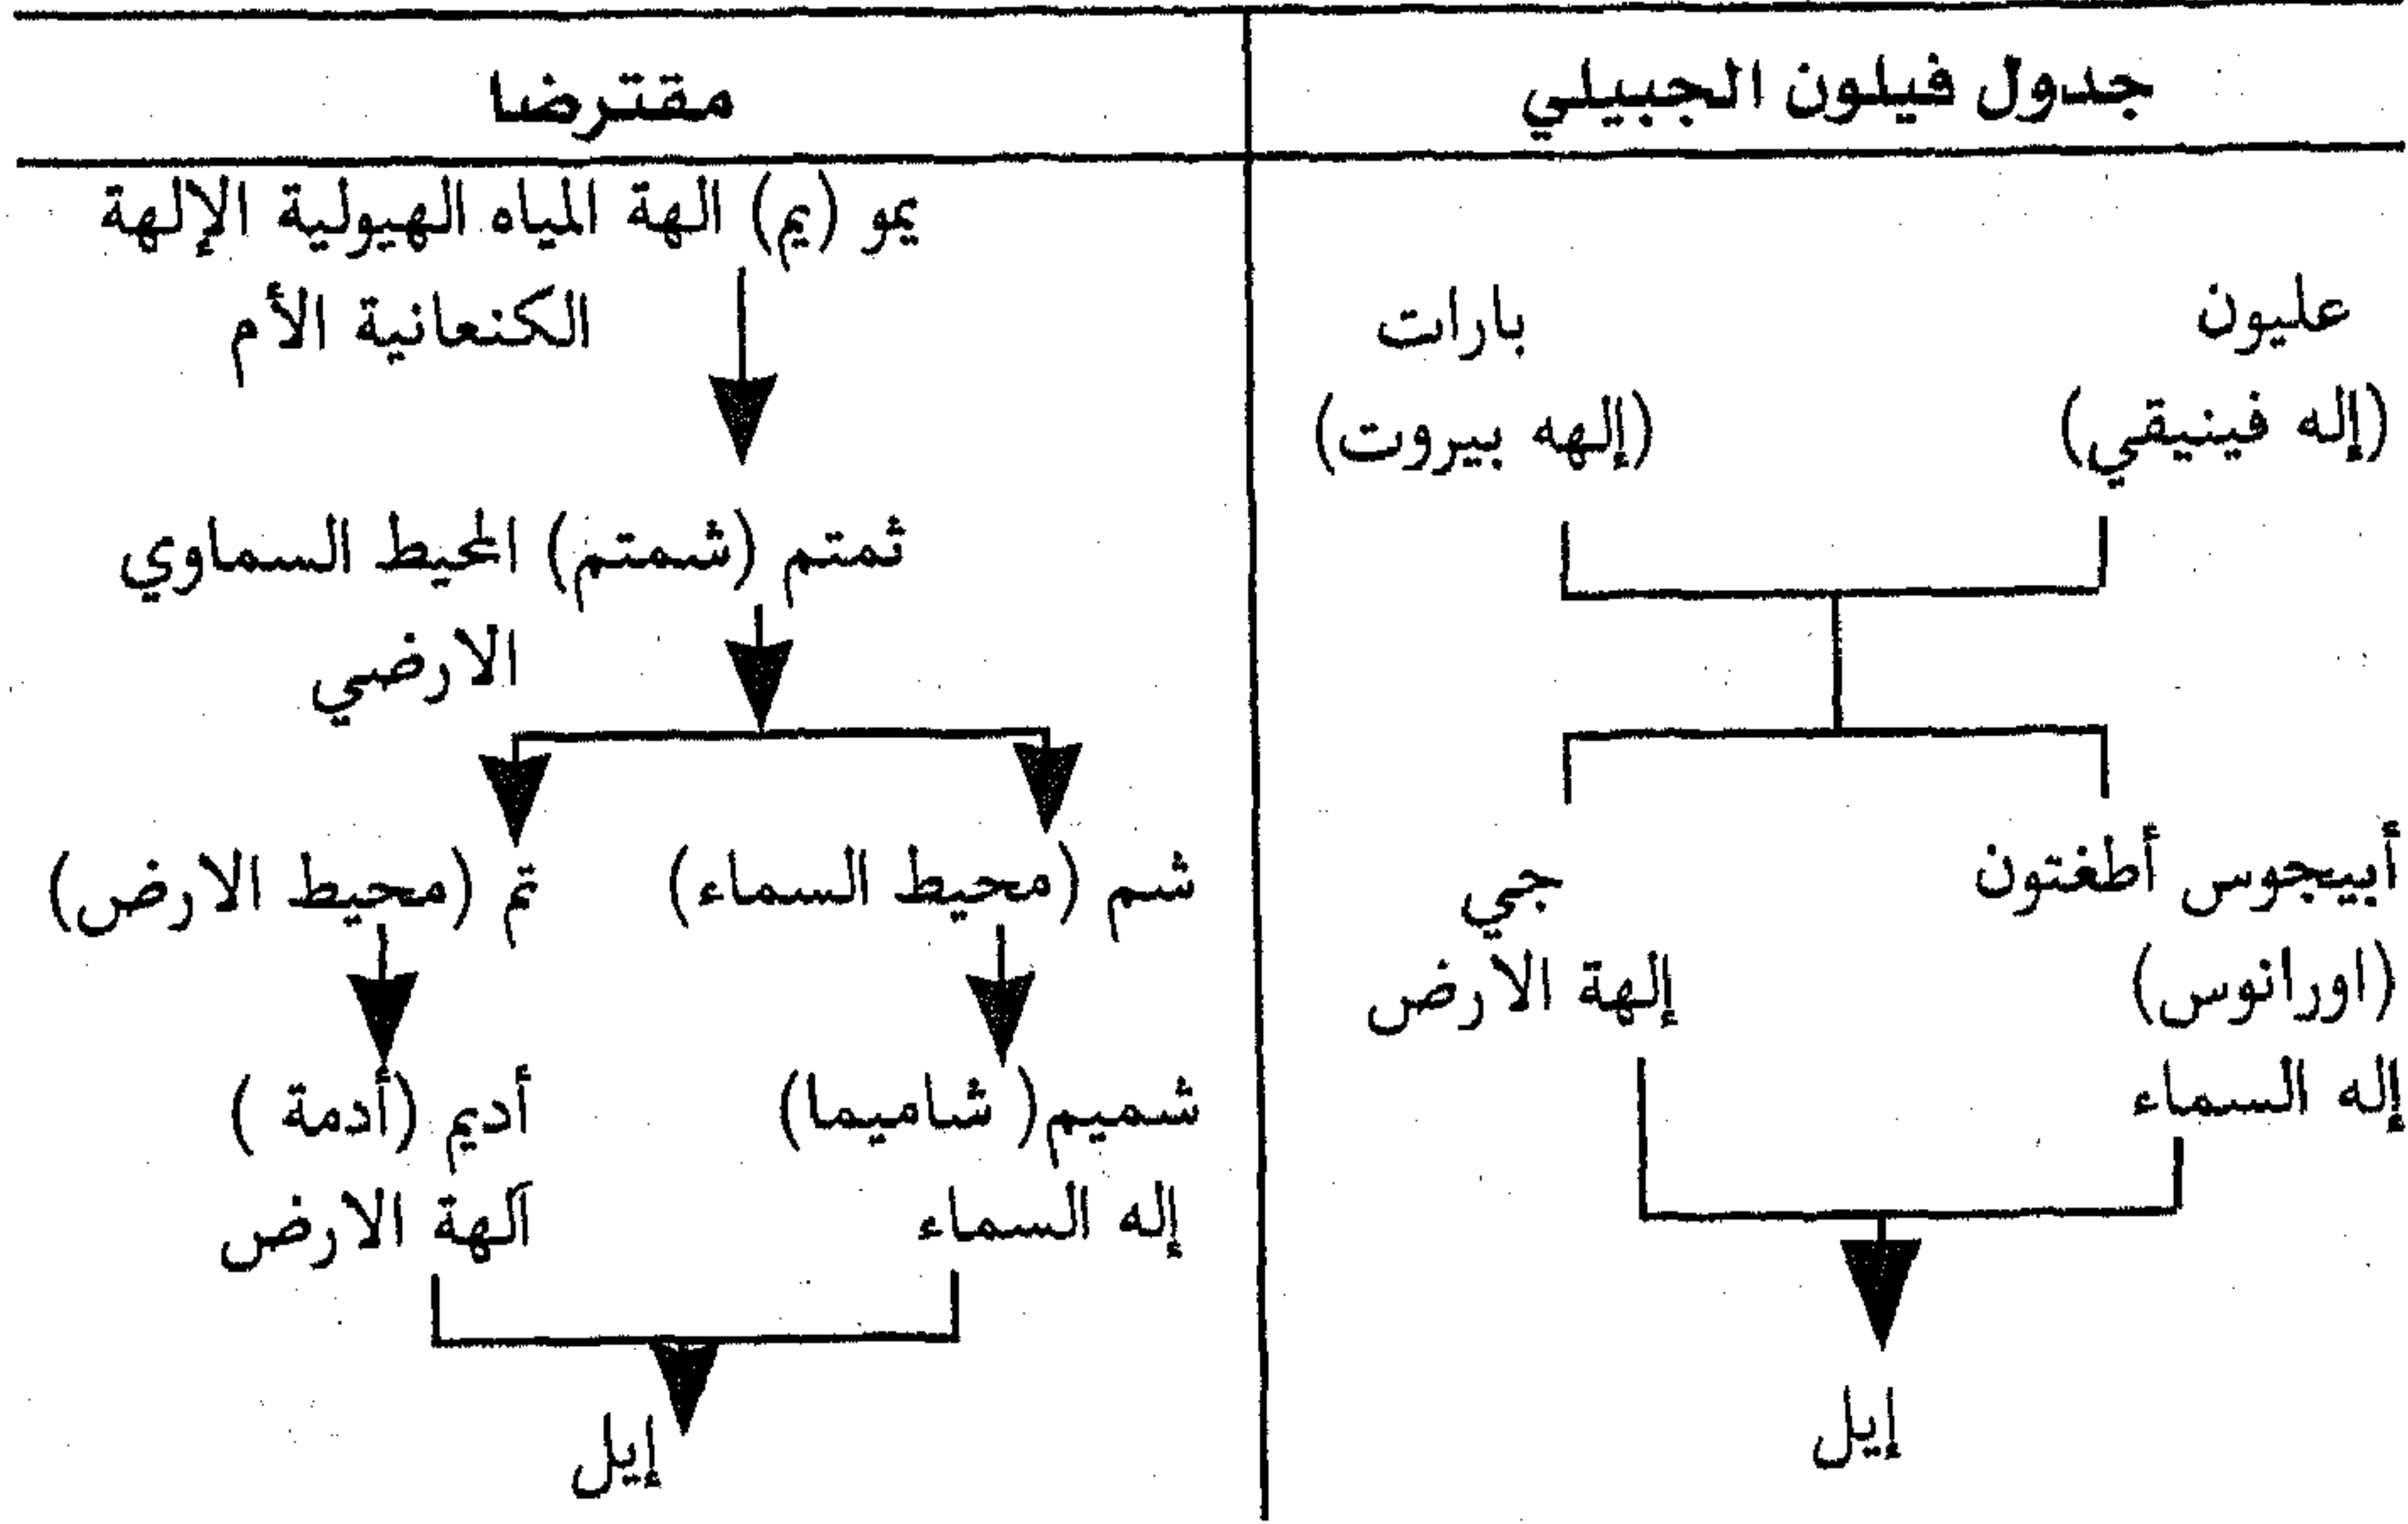 جدول فيلون الجبيلي
عليون
بارات
(إله فينيقي)
(إلهه بيروت)
أبيجوس أطغتون
جي
(اورانوس)
إلهة الارض
إله السماء
إيل
مقترضا
يمو (يم) الهة المياه الهيولية الإلهة
الكنعانية الأم
ثمتم (شمتم) المحيط السماوي
الارضي
شم (محيط السماء)
تم (محيط الارض)
شميم (شاميما)
أديم (أدمة )
إله السماء
آلهة الارض
إيل